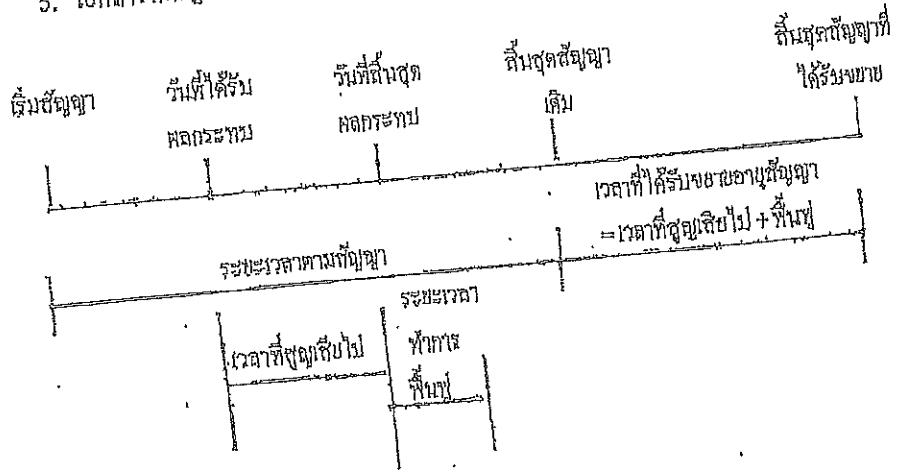 5.
เริ่มสัญญา
วันที่ได้รับ
ผลกระทบ
วันที่สิ้นสุด
ผลกระทบ
สิ้นสุดสัญญา
เดิม
สิ้นสุดสัญญาที่
ได้รับขยาย
ระยะเวลาตามสัญญา
เวลาที่ได้รับขยายอายุสัญญา
=เวลาที่สูญเสียไป+ฟื้นฟู
เวลาที่สูญเสียไป
ระยะเวลา
ทำการ
ฟื้นฟู